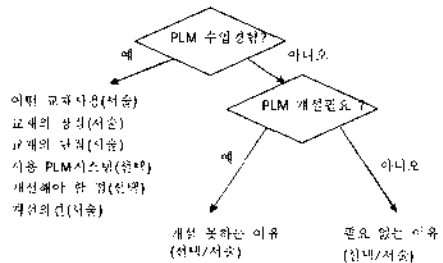 PLM 수업경험?
예
아니오
어떤 교재사용(서술)
교재의 장점(서술)
교재의 단점(서술)
사용 PLM시스템(선택)
개선해야 할 점(선택)
개선의견(서술)
PLM 개설필요 ?
예
아니오
개설 못하는 이유
(선택/서술)
필요 없는 이유
(선택/서술)